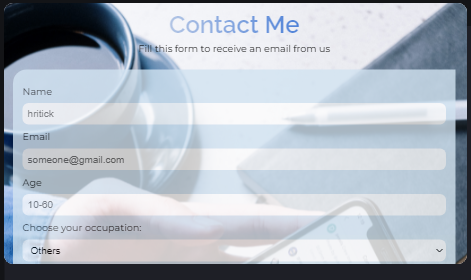 Contact Me
Fill this form to receive an email from us
Name
hritick
Email
someone@gmail.com
Age
10-60
Choose your occupation:
Others